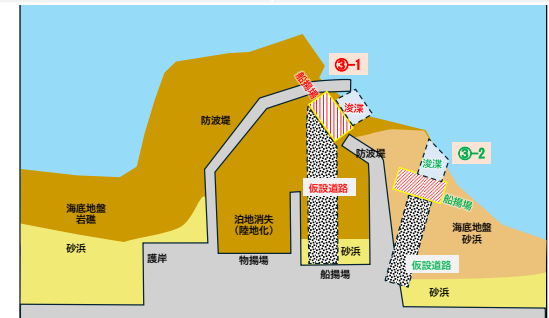 ③-1
船揚場
浚渫
防波堤
防波堤
③-2
浚渫
船揚場
仮設道路
海底地盤
岩礁
泊地消失
(陸地化)
海底地盤
砂浜
砂浜
護岸
物揚場
砂浜
船揚場
仮設道路
砂浜